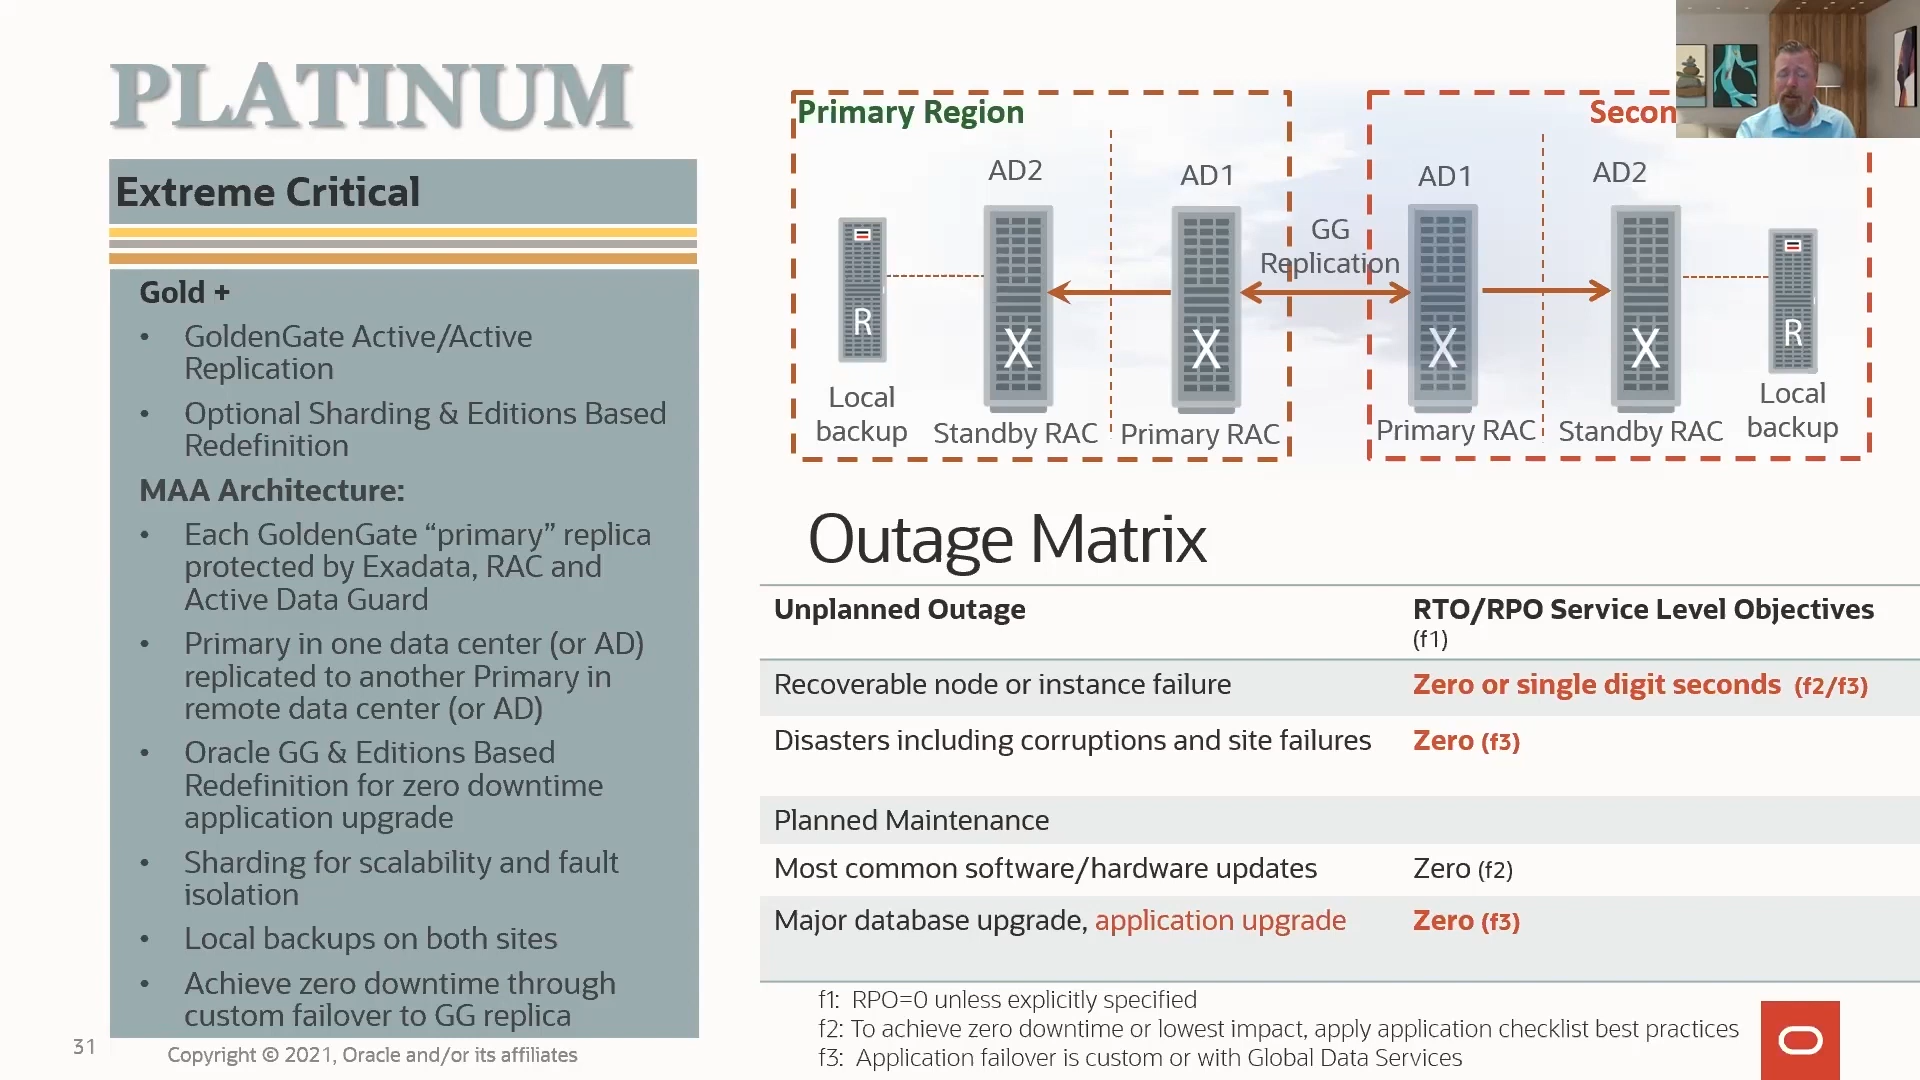 PLATINUM
Extreme Critical
Gold +
• GoldenGate Active/Active
Replication
• Optional Sharding & Editions Based
Redefinition
MAA Architecture:
• Each GoldenGate “primary” replica
protected by Exadata, RAC and
Active Data Guard
• Primary in one data center (or AD)
replicated to another Primary in
remote data center (or AD)
• Oracle GG & Editions Based
Redefinition for zero downtime
application upgrade
• Sharding for scalability and fault
isolation
• Local backups on both sites
• Achieve zero downtime through
custom failover to GG replica
31
Copyright © 2021, Oracle and/or its affiliates
Primary Region
AD2
AD1
R
X
X
Local
backup
Standby RAC
Primary RAC
GG
Replication
Secon
AD1
AD2
X
X
R
Primary RAC
Standby RAC
Local
backup
Outage Matrix
Unplanned Outage
RTO/RPO Service Level Objectives
(f1)
Recoverable node or instance failure
Zero or single digit seconds (f2/f3)
Disasters including corruptions and site failures
Zero (f3)
Planned Maintenance
Most common software/hardware updates
Zero (f2)
Major database upgrade, application upgrade
Zero (f3)
f1: RPO=0 unless explicitly specified
f2: To achieve zero downtime or lowest impact, apply application checklist best practices
f3: Application failover is custom or with Global Data Services